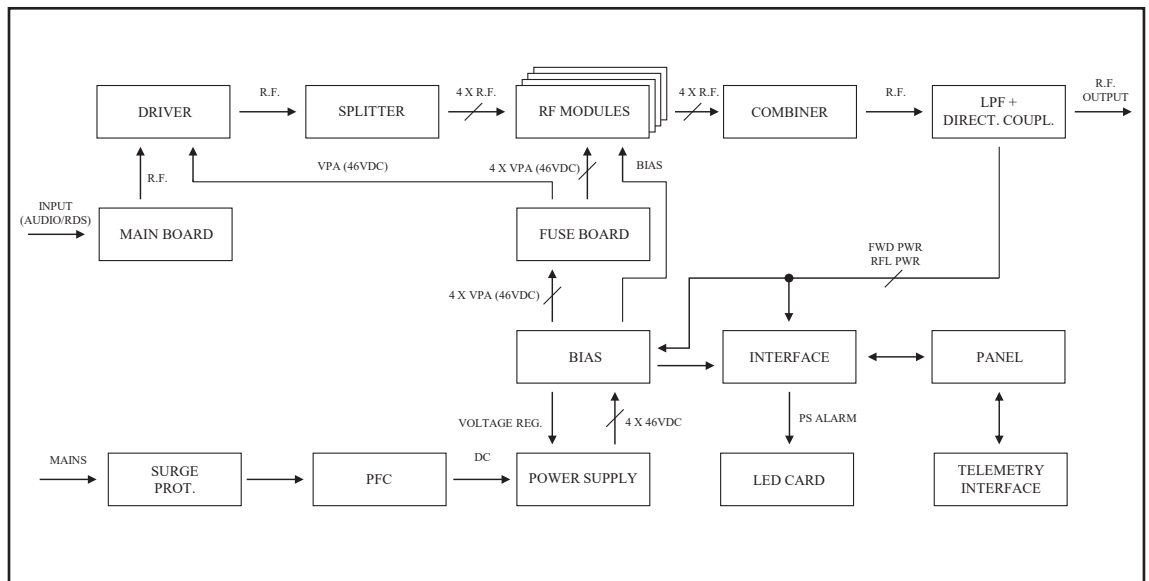 R.F.
4 X R.F.
4 X R.F.
R.F.
R.F.
OUTPUT
DRIVER
SPLITTER
RF MODULES
COMBINER
LPF +
DIRECT. COUPL.
VPA (46VDC)
4 X VPA (46VDC)
BIAS
R.F.
INPUT
(AUDIO/RDS)
MAIN BOARD
FUSE BOARD
FWD PWR
RFL PWR
4 X VPA (46VDC)
BIAS
INTERFACE
PANEL
VOLTAGE REG.
4 X 46VDC
PS ALARM
MAINS
DC
SURGE
PROT.
PFC
POWER SUPPLY
LED CARD
TELEMETRY
INTERFACE